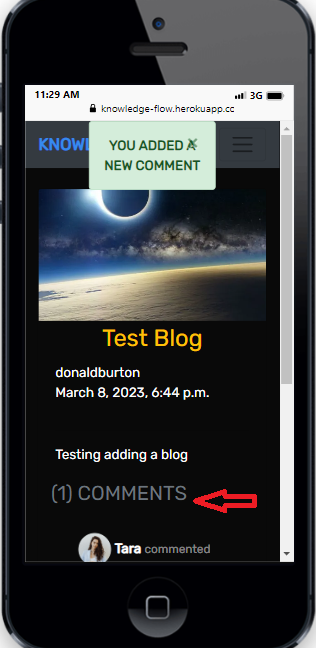 11:29 AM
3G
knowledge-flow.herokuapp.cc
KNOWL
YOU ADDED A
NEW COMMENT
Test Blog
donaldburton
March 8, 2023, 6:44 p.m.
Testing adding a blog
(1) COMMENTS
Tara commented